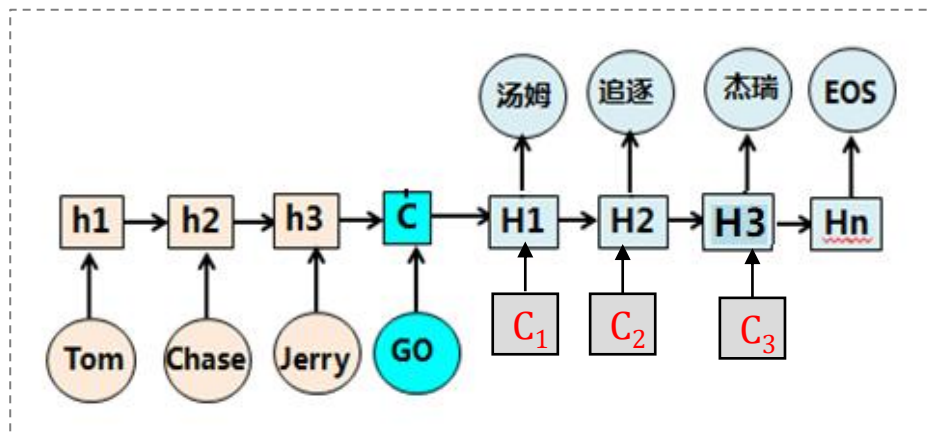 汤姆
追逐
杰瑞
EOS
h1
h2
h3
C
H1
H2
H3
Hn
Tom
Chase
Jerry
GO
C₁
C₂
C₃